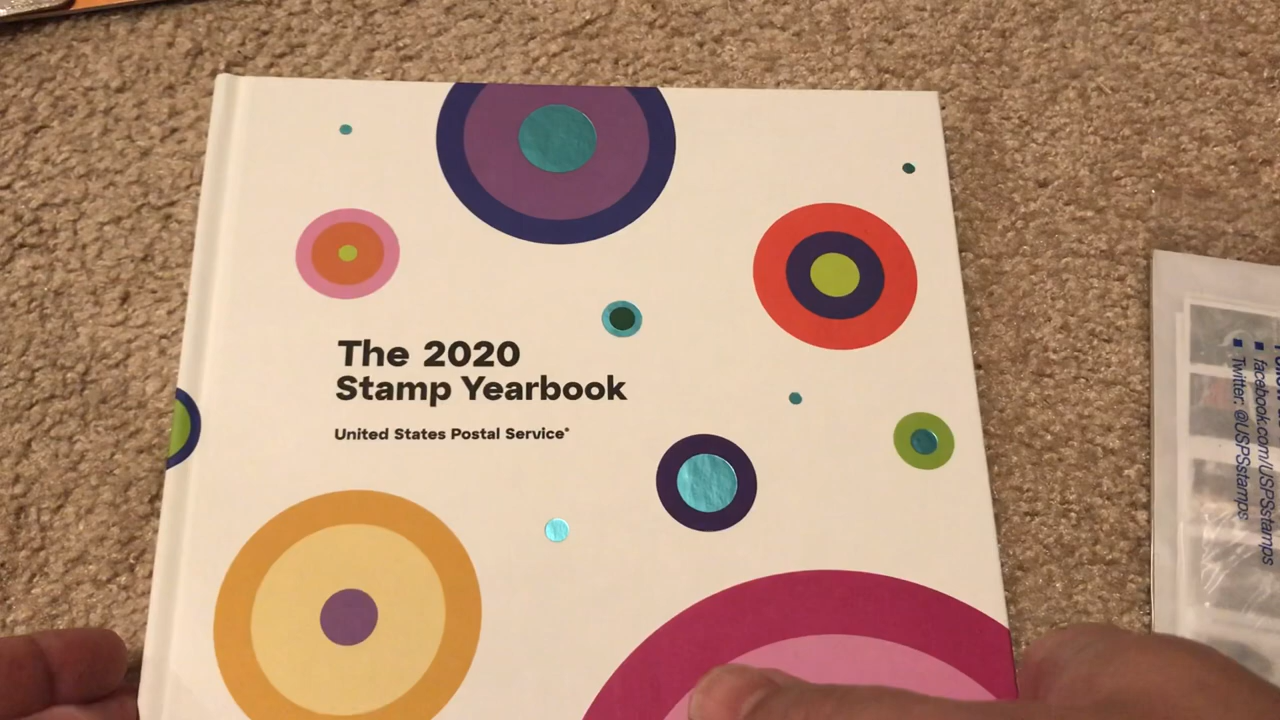 The 2020
Stamp Yearbook
United States Postal Service®
facebook.com/USPSstamps
Twitter: @USPSstamps